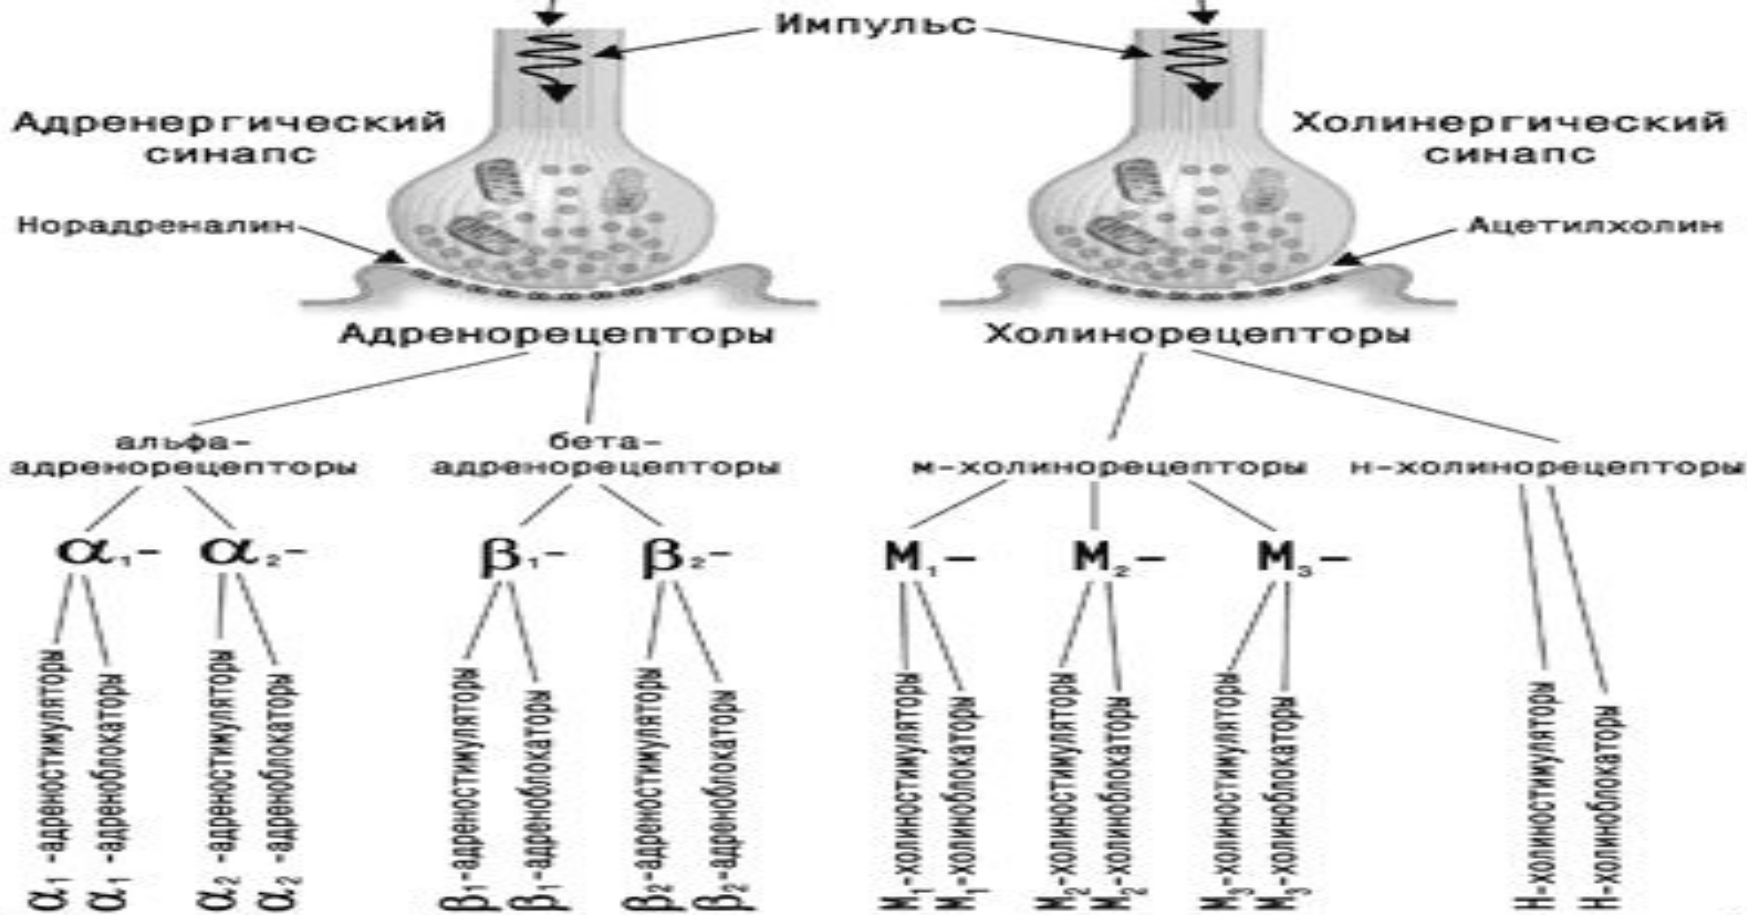 Импульс
Адренергический
синапс
Холинергический
синапс
Норадреналин
Ацетилхолин
Адренорецепторы
Холинорецепторы
альфа-
адренорецепторы
бета-
адренорецепторы
м-холинорецепторы
н-холинорецепторы
α₁-
α₂-
β₁-
β₂-
М₁-
М₂-
М₃-
α₁-адреностимуляторы
α₁-адреноблокаторы
α₂-адреностимуляторы
α₂-адреноблокаторы
β₁-адреностимуляторы
β₁-адреноблокаторы
β₂-адреностимуляторы
β₂-адреноблокаторы
М₁-холиностимуляторы
М₁-холиноблокаторы
М₂-холиностимуляторы
М₂-холиноблокаторы
М₃-холиностимуляторы
М₃-холиноблокаторы
Н-холиностимуляторы
Н-холиноблокаторы